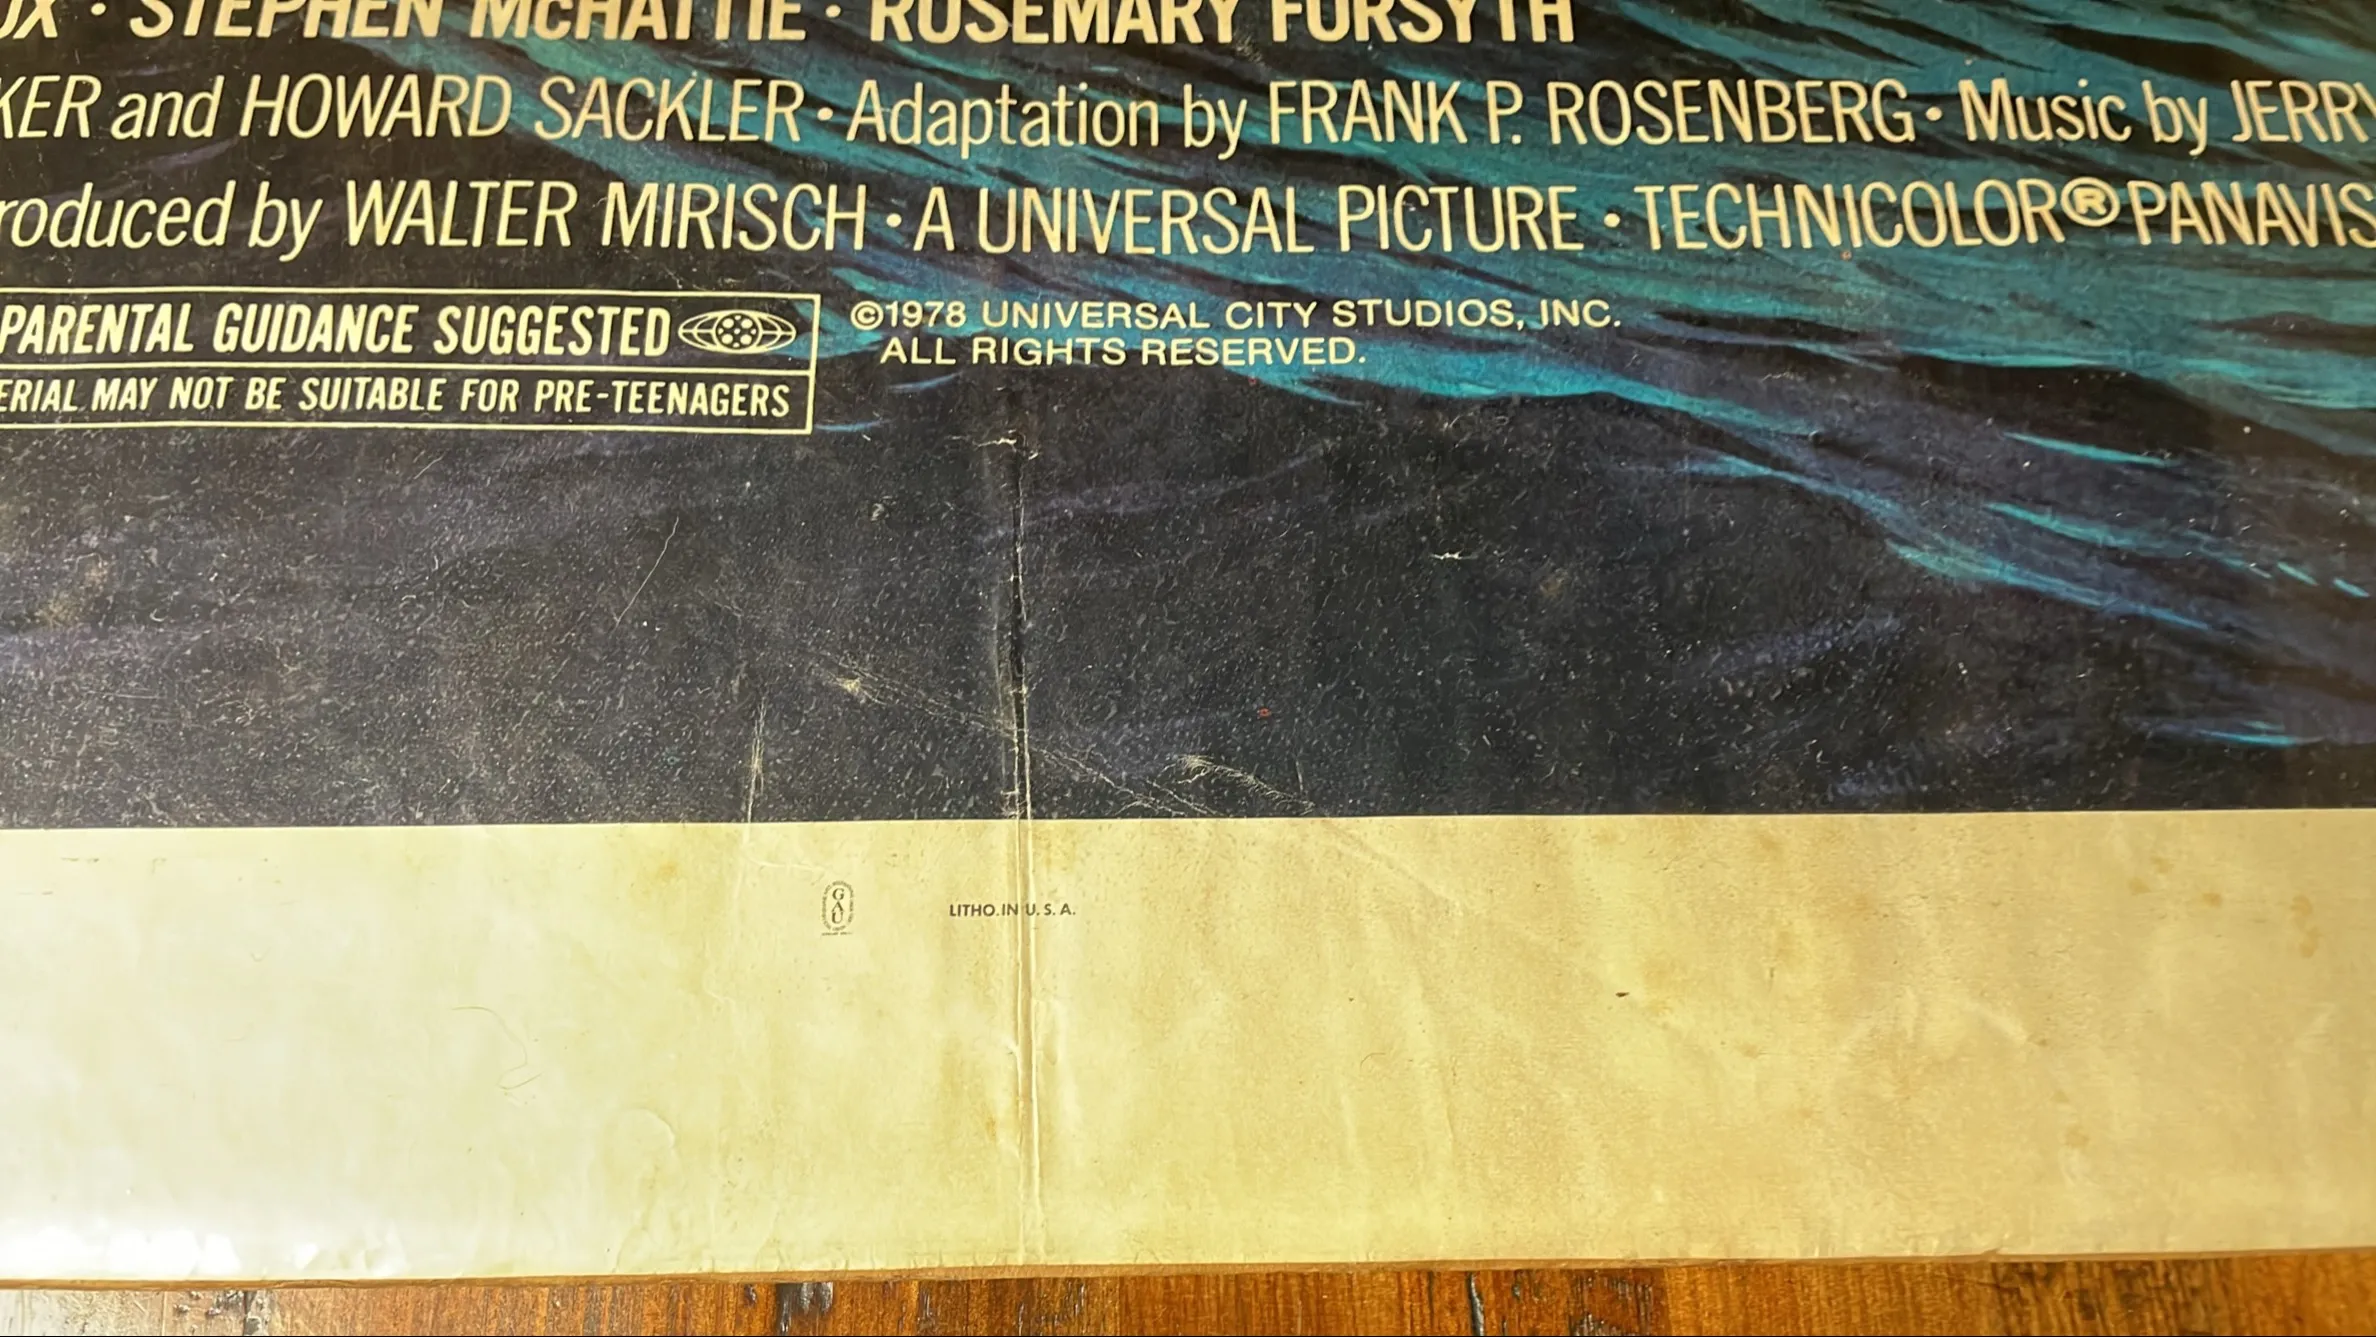 · STEPHEN McHATTIE · ROSEMARY FORSYTH
and HOWARD SACKLER · Adaptation by FRANK P. ROSENBERG · Music by JERRY
roduced by WALTER MIRISCH · A UNIVERSAL PICTURE · TECHNICOLOR® PANAVIS
PARENTAL GUIDANCE SUGGESTED
ERIAL MAY NOT BE SUITABLE FOR PRE-TEENAGERS
©1978 UNIVERSAL CITY STUDIOS, INC.
ALL RIGHTS RESERVED.
GAU
LITHO. IN U. S. A.